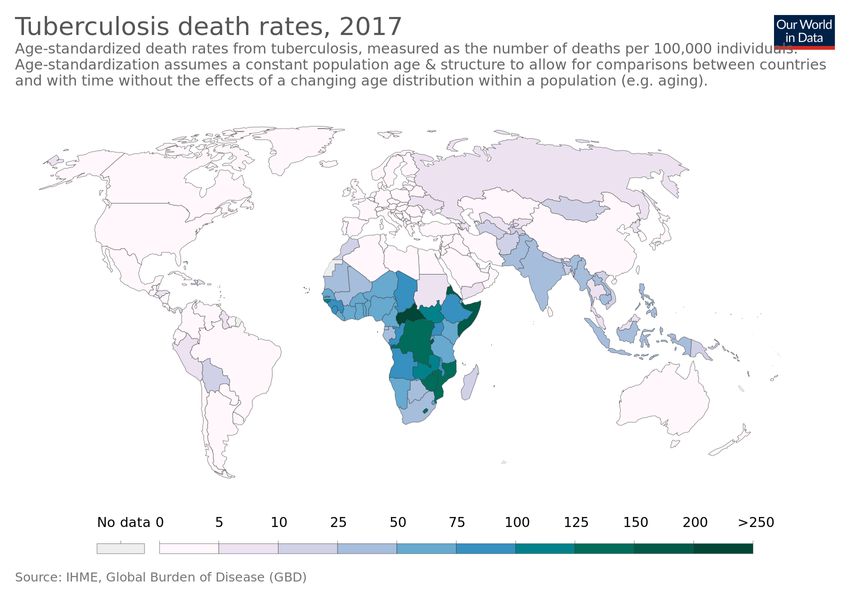 Tuberculosis death rates, 2017
Our World
in Data
Age-standardized death rates from tuberculosis, measured as the number of deaths per 100,000 individuals.
Age-standardization assumes a constant population age & structure to allow for comparisons between countries
and with time without the effects of a changing age distribution within a population (e.g. aging).
No data 0 5 10 25 50 75 100 125 150 200 >250
Source: IHME, Global Burden of Disease (GBD)